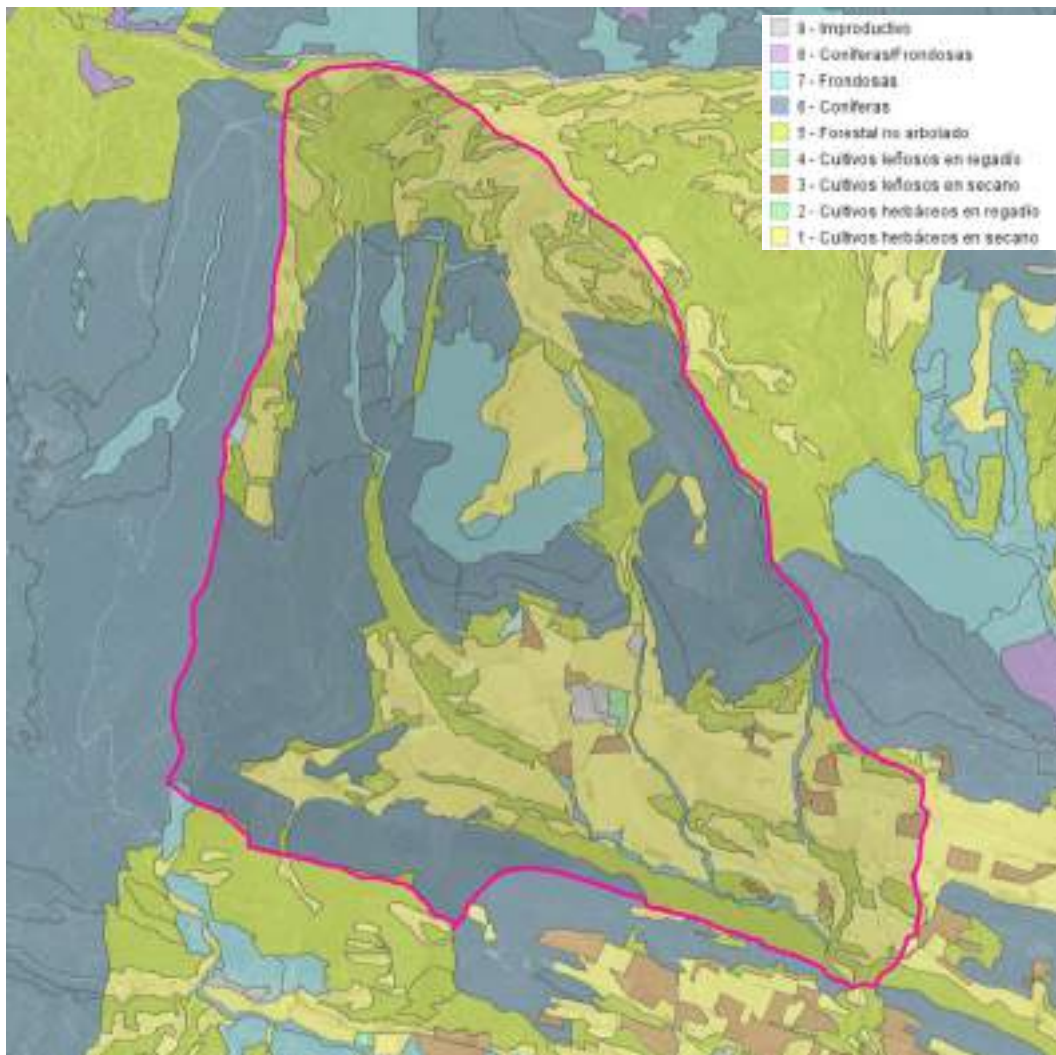 9 - Improductivo
8 - Coníferas/Frondosas
7 - Frondosas
6 - Coníferas
5 - Forestal no arbolado
4 - Cultivos leñosos en regadío
3 - Cultivos leñosos en secano
2 - Cultivos herbáceos en regadío
1 - Cultivos herbáceos en secano